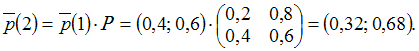 p̅(2) = p̅(1)·P = (0,4; 0,6)·(0,2 0,8
0,4 0,6) = (0,32; 0,68).